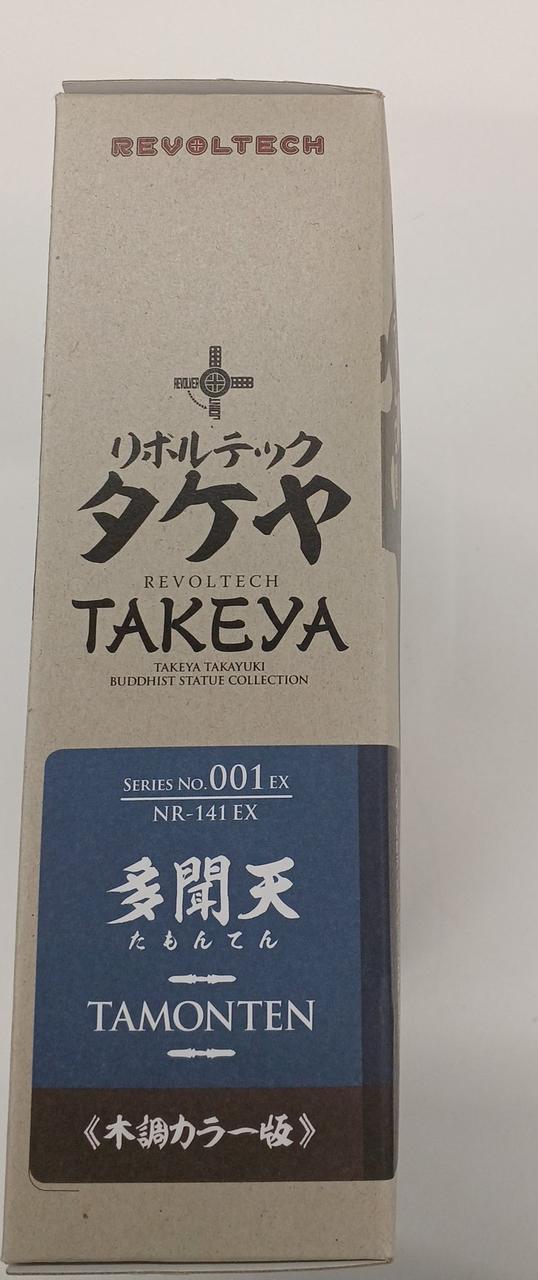 REVOLTECH
REVOLVER
JOINT
リボルテック
タケヤ
REVOLTECH
TAKEYA
TAKEYA TAKAYUKI
BUDDHIST STATUE COLLECTION
SERIES NO.001 EX
NR-141 EX
多聞天
たもんてん
TAMONTEN
《木調カラー版》